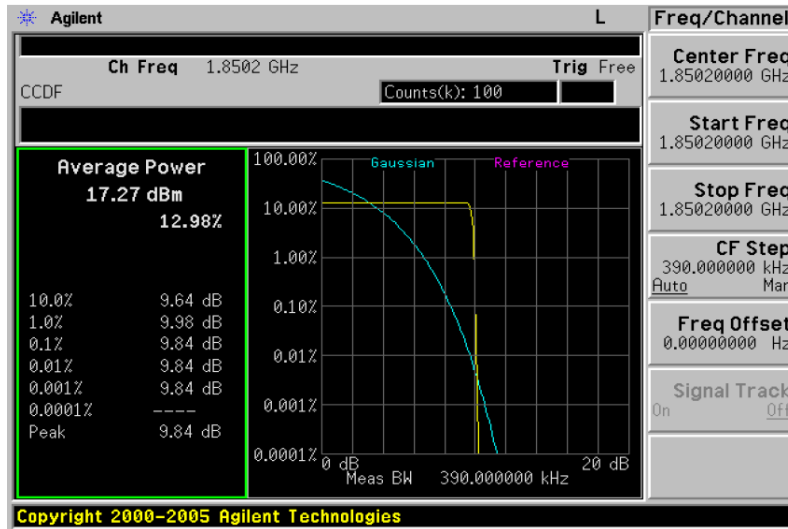 Agilent L Freq/Channel
Ch Freq 1.8502 GHz Trig Free
CCDF Counts(k): 100
Average Power
17.27 dBm
12.98%
10.0% 9.64 dB
1.0% 9.98 dB
0.1% 9.84 dB
0.01% 9.84 dB
0.001% 9.84 dB
0.0001% ----
Peak 9.84 dB
Gaussian Reference
100.00%
10.00%
1.00%
0.10%
0.01%
0.001%
0.0001%
0 dB 20 dB
Meas BW 390.000000 kHz
Center Freq
1.85020000 GHz
Start Freq
1.85020000 GHz
Stop Freq
1.85020000 GHz
CF Step
390.000000 kHz
Auto Man
Freq Offset
0.00000000 Hz
Signal Track
On Off
Copyright 2000-2005 Agilent Technologies